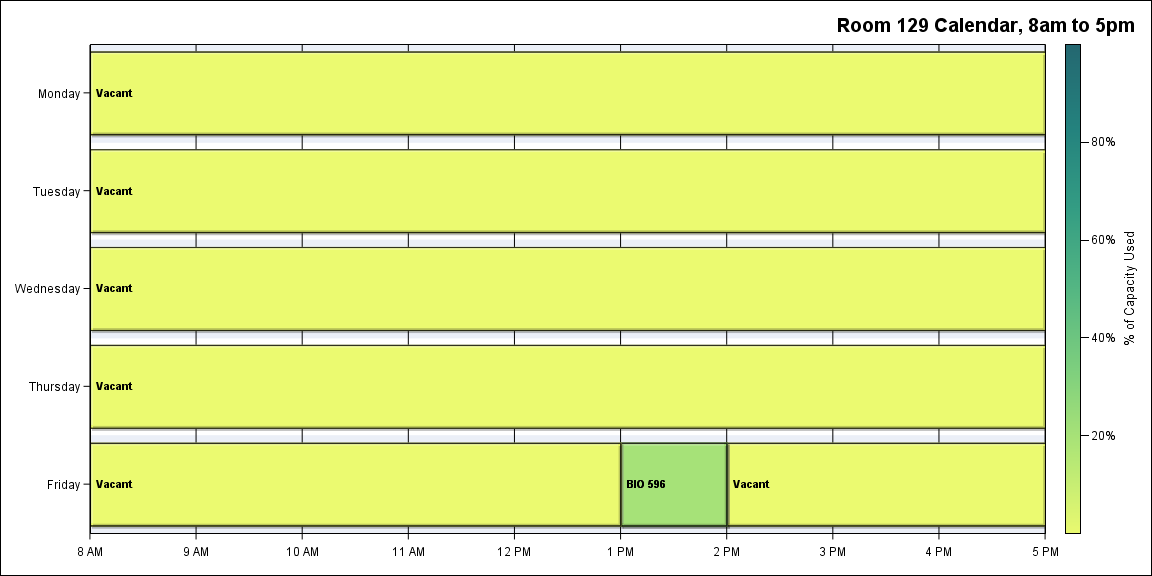 Room 129 Calendar, 8am to 5pm
Monday
Vacant
Tuesday
Vacant
Wednesday
Vacant
Thursday
Vacant
Friday
Vacant
BIO 596
Vacant
8 AM
9 AM
10 AM
11 AM
12 PM
1 PM
2 PM
3 PM
4 PM
5 PM
80%
60%
40%
20%
% of Capacity Used